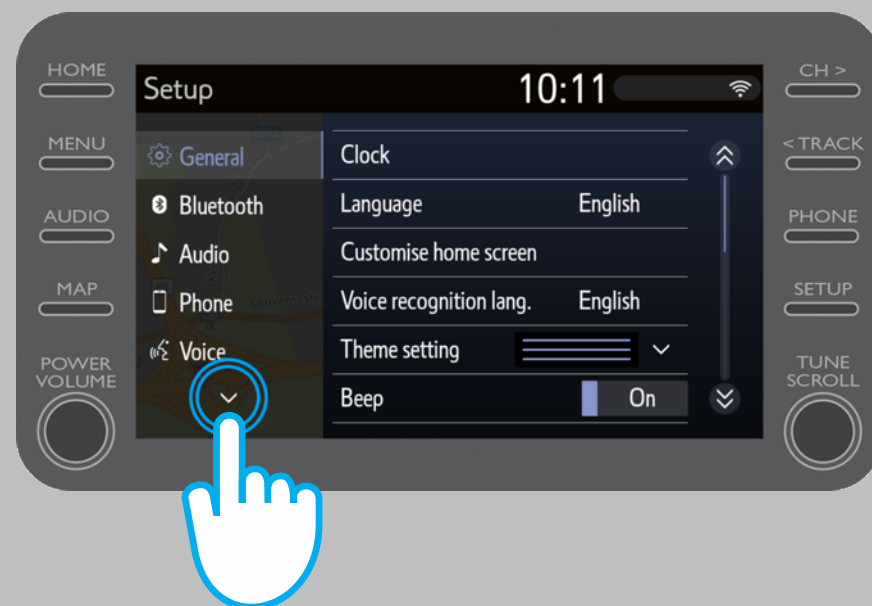 HOME
MENU
AUDIO
MAP
POWER
VOLUME
Setup 10:11
General
Bluetooth
Audio
Phone
Voice
Clock
Language English
Customise home screen
Voice recognition lang. English
Theme setting
Beep On
CH >
< TRACK
PHONE
SETUP
TUNE
SCROLL